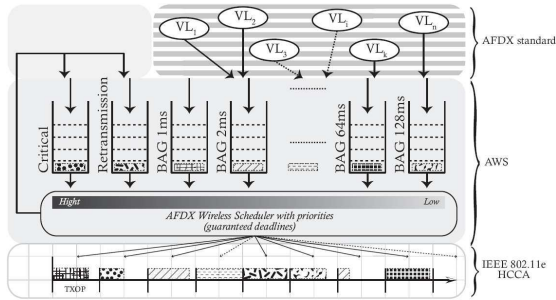 VL1
VL2
VL3
VLi
VLk
VLn
AFDX standard
Critical
Retransmission
BAG 1ms
BAG 2ms
BAG 64ms
BAG 128ms
AWS
Hight
Low
AFDX Wireless Scheduler with priorities
(guaranteed deadlines)
TXOP
IEEE 802.11e
HCCA